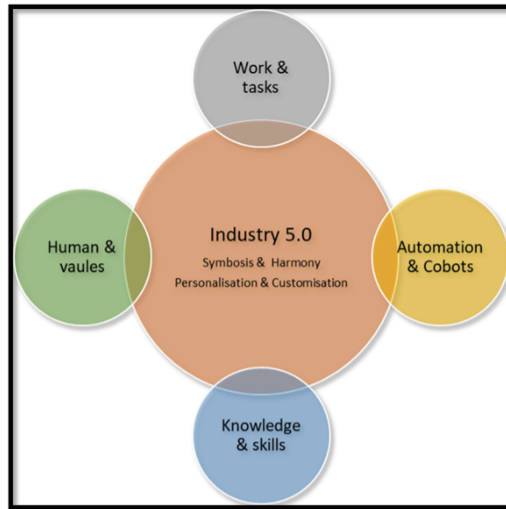 Work &
tasks
Human &
vaules
Industry 5.0
Symbosis & Harmony
Personalisation & Customisation
Automation
& Cobots
Knowledge
& skills